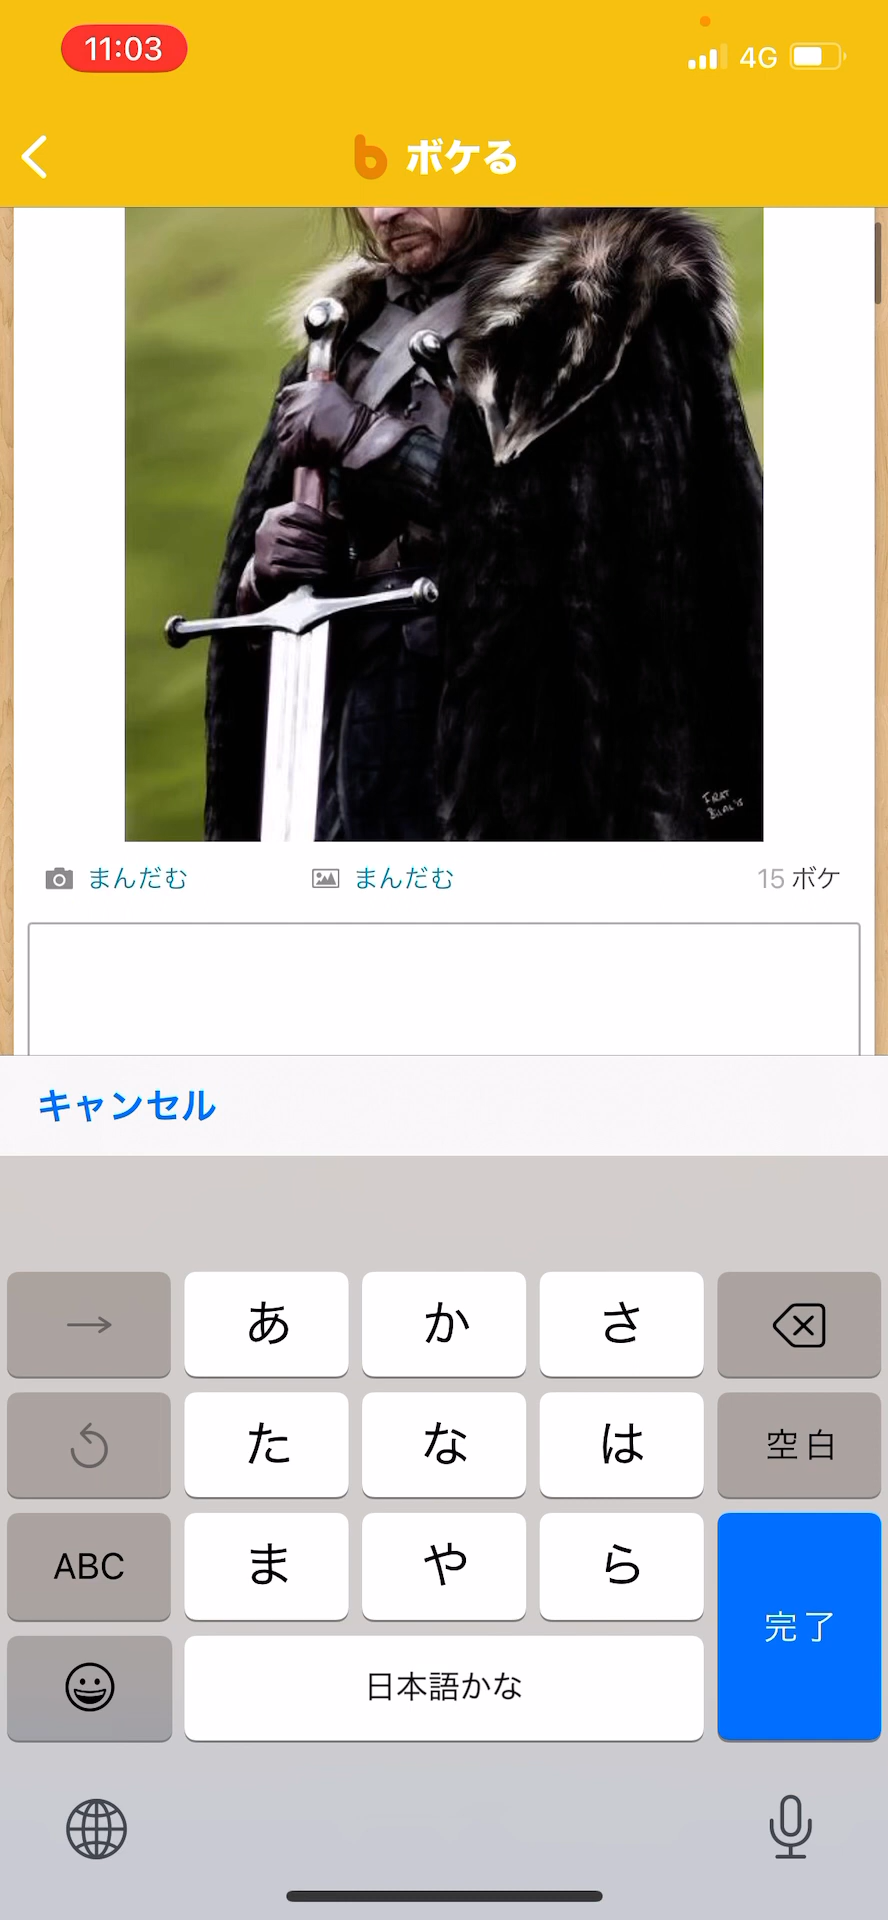 11:03
4G
ボケる
まんだむ まんだむ 15 ボケ
キャンセル
→ あ か さ
た な は 空白
ABC ま や ら 完了
日本語かな